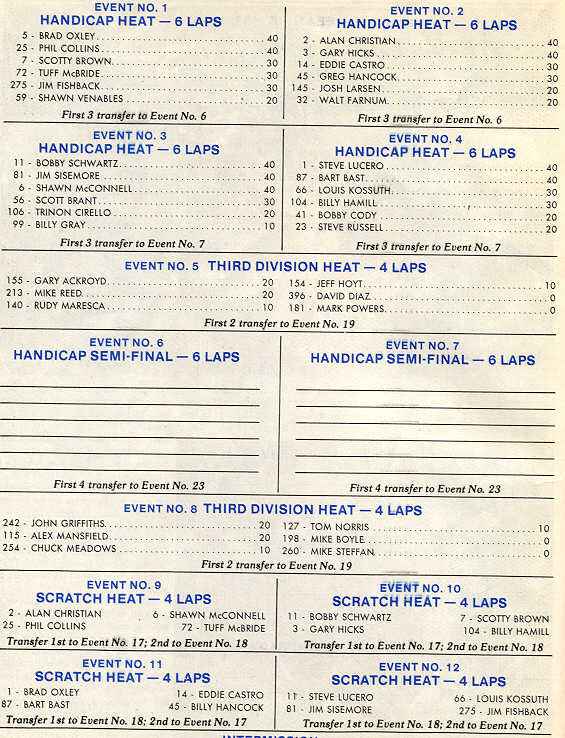 EVENT NO. 1
HANDICAP HEAT — 6 LAPS
5 - BRAD OXLEY 40
25 - PHIL COLLINS 40
7 - SCOTTY BROWN 30
72 - TUFF McBRIDE 30
275 - JIM FISHBACK 30
59 - SHAWN VENABLES 20
First 3 transfer to Event No. 6
EVENT NO. 2
HANDICAP HEAT — 6 LAPS
2 - ALAN CHRISTIAN 40
3 - GARY HICKS 40
14 - EDDIE CASTRO 30
45 - GREG HANCOCK 30
145 - JOSH LARSEN 20
32 - WALT FARNUM 20
First 3 transfer to Event No. 6
EVENT NO. 3
HANDICAP HEAT — 6 LAPS
11 - BOBBY SCHWARTZ 40
81 - JIM SISEMORE 40
6 - SHAWN McCONNELL 40
56 - SCOTT BRANT 30
106 - TRINON CIRELLO 20
99 - BILLY GRAY 10
First 3 transfer to Event No. 7
EVENT NO. 4
HANDICAP HEAT — 6 LAPS
1 - STEVE LUCERO 40
87 - BART BAST 40
66 - LOUIS KOSSUTH 30
104 - BILLY HAMILL 30
41 - BOBBY CODY 20
23 - STEVE RUSSELL 20
First 3 transfer to Event No. 7
EVENT NO. 5 THIRD DIVISION HEAT — 4 LAPS
155 - GARY ACKROYD 20
213 - MIKE REED 20
140 - RUDY MARESCA 10
154 - JEFF HOYT 10
396 - DAVID DIAZ 0
181 - MARK POWERS 0
First 2 transfer to Event No. 19
EVENT NO. 6
HANDICAP SEMI-FINAL — 6 LAPS
First 4 transfer to Event No. 23
EVENT NO. 7
HANDICAP SEMI-FINAL — 6 LAPS
First 4 transfer to Event No. 23
EVENT NO. 8 THIRD DIVISION HEAT — 4 LAPS
242 - JOHN GRIFFITHS 20
115 - ALEX MANSFIELD 20
254 - CHUCK MEADOWS 10
127 - TOM NORRIS 10
198 - MIKE BOYLE 0
260 - MIKE STEFFAN 0
First 2 transfer to Event No. 19
EVENT NO. 9
SCRATCH HEAT — 4 LAPS
2 - ALAN CHRISTIAN 6 - SHAWN McCONNELL
25 - PHIL COLLINS 72 - TUFF McBRIDE
Transfer 1st to Event No. 17; 2nd to Event No. 18
EVENT NO. 10
SCRATCH HEAT — 4 LAPS
11 - BOBBY SCHWARTZ 7 - SCOTTY BROWN
3 - GARY HICKS 104 - BILLY HAMILL
Transfer 1st to Event No. 17; 2nd to Event No. 18
EVENT NO. 11
SCRATCH HEAT — 4 LAPS
1 - BRAD OXLEY 14 - EDDIE CASTRO
87 - BART BAST 45 - BILLY HANCOCK
Transfer 1st to Event No. 18; 2nd to Event No. 17
EVENT NO. 12
SCRATCH HEAT — 4 LAPS
11 - STEVE LUCERO 66 - LOUIS KOSSUTH
81 - JIM SISEMORE 275 - JIM FISHBACK
Transfer 1st to Event No. 18; 2nd to Event No. 17
INTERMISSION